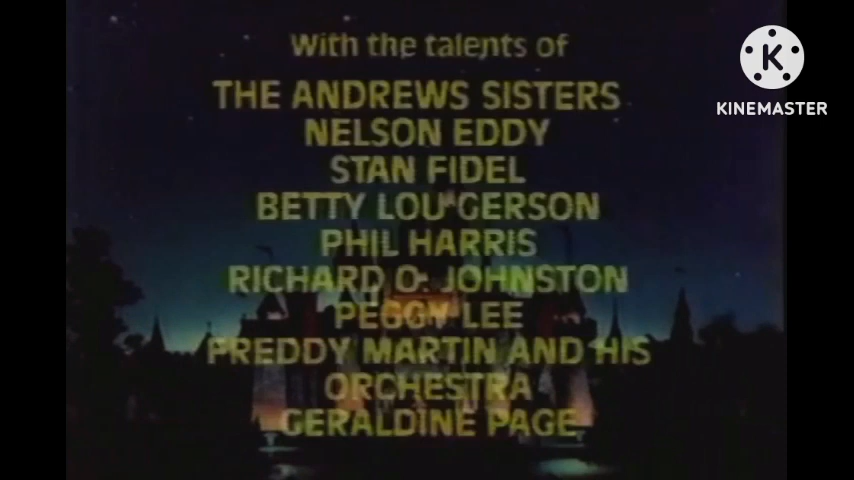 With the talents of
THE ANDREWS SISTERS
NELSON EDDY
STAN FIDEL
BETTY LOU GERSON
PHIL HARRIS
RICHARD O. JOHNSTON
PEGGY LEE
FREDDY MARTIN AND HIS
ORCHESTRA
GERALDINE PAGE
KINEMASTER